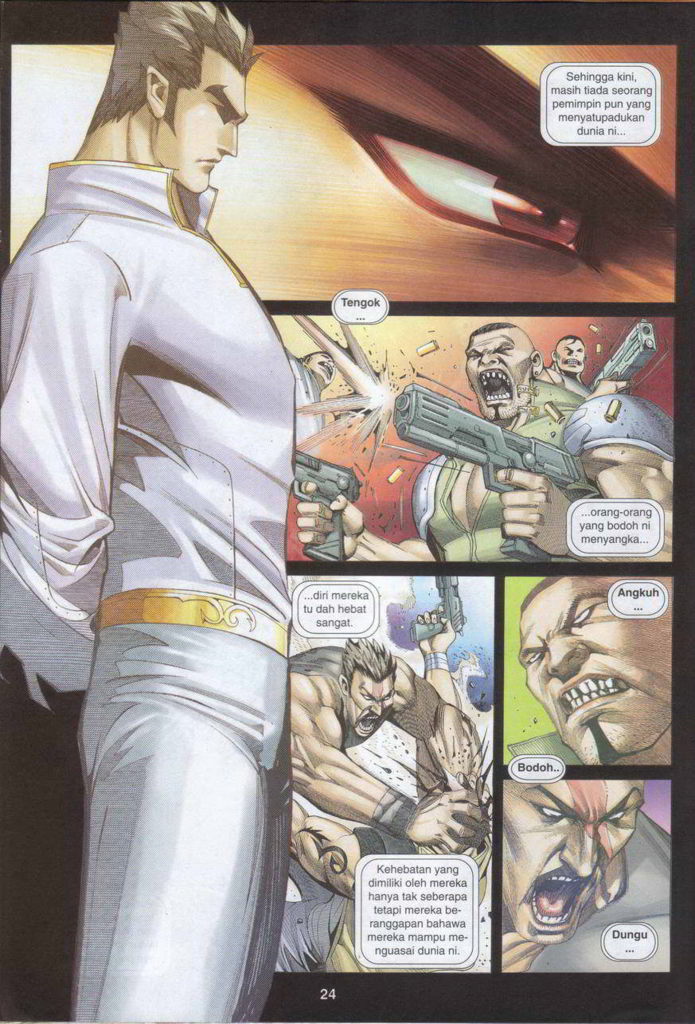 Sehingga kini,
masih tiada seorang
pemimpin pun yang
menyatupadukan
dunia ni...
Tengok
...
...orang-orang
yang bodoh ni
menyangka...
...diri mereka
tu dah hebat
sangat.
Angkuh
...
Bodoh..
Kehebatan yang
dimiliki oleh mereka
hanya tak seberapa
tetapi mereka be-
ranggapan bahawa
mereka mampu me-
nguasai dunia ni.
Dungu
...
24